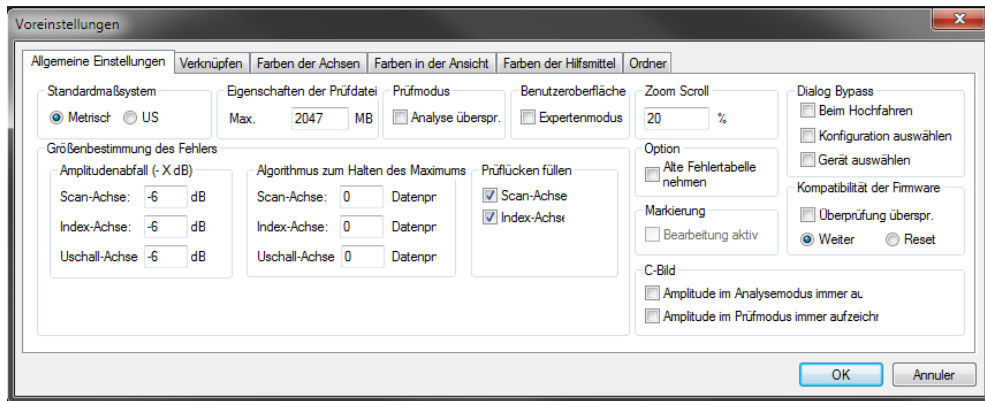 Voreinstellungen
Allgemeine Einstellungen Verknüpfen Farben der Achsen Farben in der Ansicht Farben der Hilfsmittel Ordner
Standardmaßsystem
Metrisch US
Eigenschaften der Prüfdatei
Max. 2047 MB
Prüfmodus
Analyse überspr.
Benutzeroberfläche
Expertenmodus
Zoom Scroll
20 %
Dialog Bypass
Beim Hochfahren
Konfiguration auswählen
Gerät auswählen
Größenbestimmung des Fehlers
Amplitudenabfall (- X dB)
Scan-Achse: -6 dB
Index-Achse: -6 dB
Uschall-Achse -6 dB
Algorithmus zum Halten des Maximums
Scan-Achse: 0 Datenpr
Index-Achse: 0 Datenpr
Uschall-Achse 0 Datenpr
Prüflücken füllen
Scan-Achse
Index-Achse
Option
Alte Fehlertabelle
nehmen
Markierung
Bearbeitung aktiv
Kompatibilität der Firmware
Überprüfung überspr.
Weiter Reset
C-Bild
Amplitude im Analysemodus immer au
Amplitude im Prüfmodus immer aufzeichr
OK Annuler